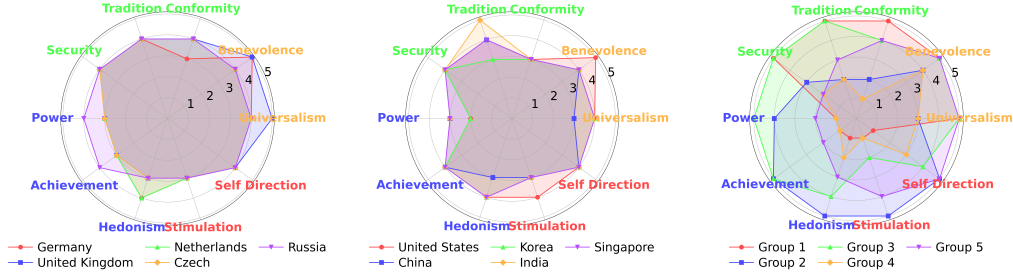 Tradition Conformity
Security
Benevolence
Power
1 2 3 4 5
Universalism
Achievement
Self Direction
Hedonism Stimulation
Germany Netherlands Russia
United Kingdom Czech
Tradition Conformity
Security
Benevolence
Power
1 2 3 4 5
Universalism
Achievement
Self Direction
Hedonism Stimulation
United States Korea Singapore
China India
Tradition Conformity
Security
Benevolence
Power
1 2 3 4 5
Universalism
Achievement
Self Direction
Hedonism Stimulation
Group 1 Group 3 Group 5
Group 2 Group 4